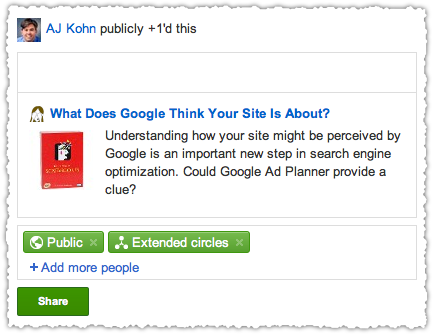 AJ Kohn publicly +1'd this
What Does Google Think Your Site Is About?
Understanding how your site might be perceived by
Google is an important new step in search engine
optimization. Could Google Ad Planner provide a
clue?
Public × Extended circles ×
+ Add more people
Share